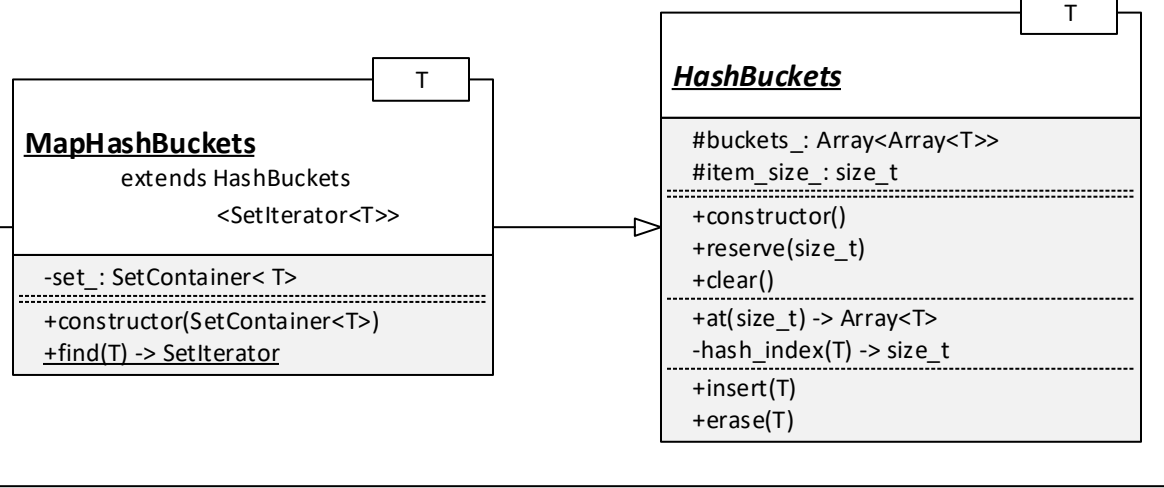 T
MapHashBuckets
extends HashBuckets
<SetIterator<T>>
-set_: SetContainer< T>
+constructor(SetContainer<T>)
+find(T) -> SetIterator
T
HashBuckets
#buckets_: Array<Array<T>>
#item_size_: size_t
+constructor()
+reserve(size_t)
+clear()
+at(size_t) -> Array<T>
-hash_index(T) -> size_t
+insert(T)
+erase(T)